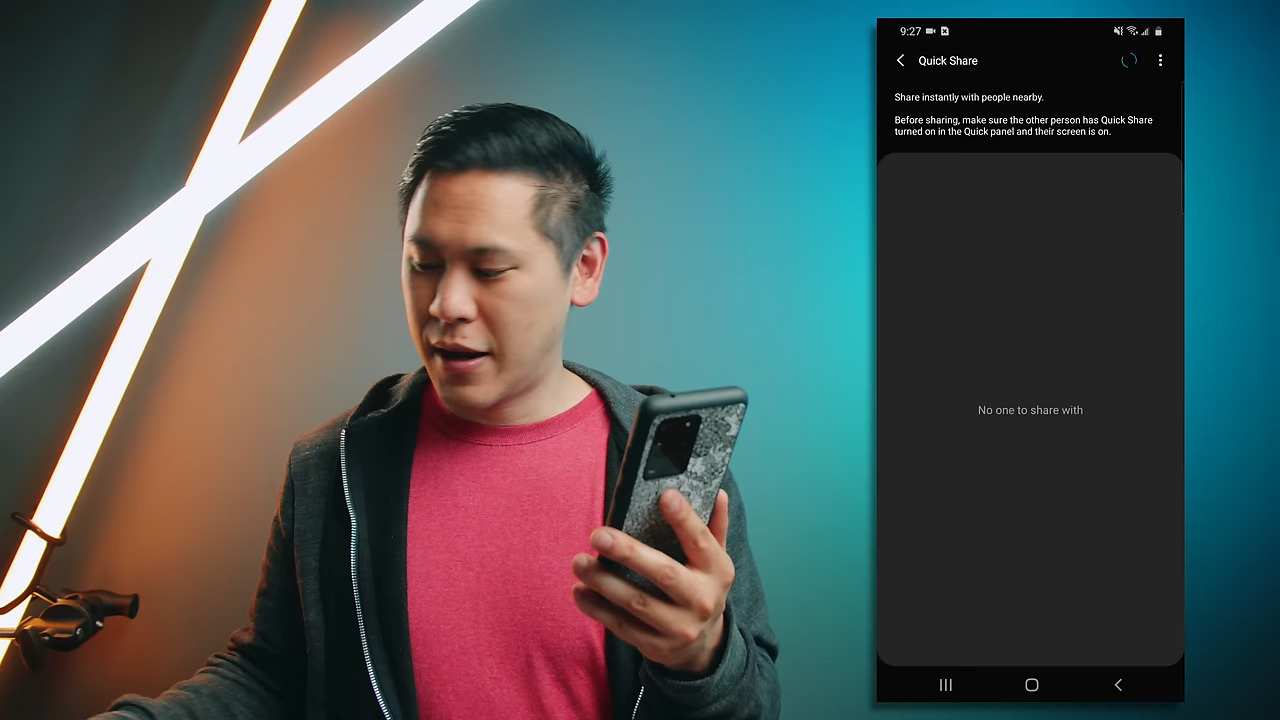 9:27
Quick Share
Share instantly with people nearby.
Before sharing, make sure the other person has Quick Share
turned on in the Quick panel and their screen is on.
No one to share with